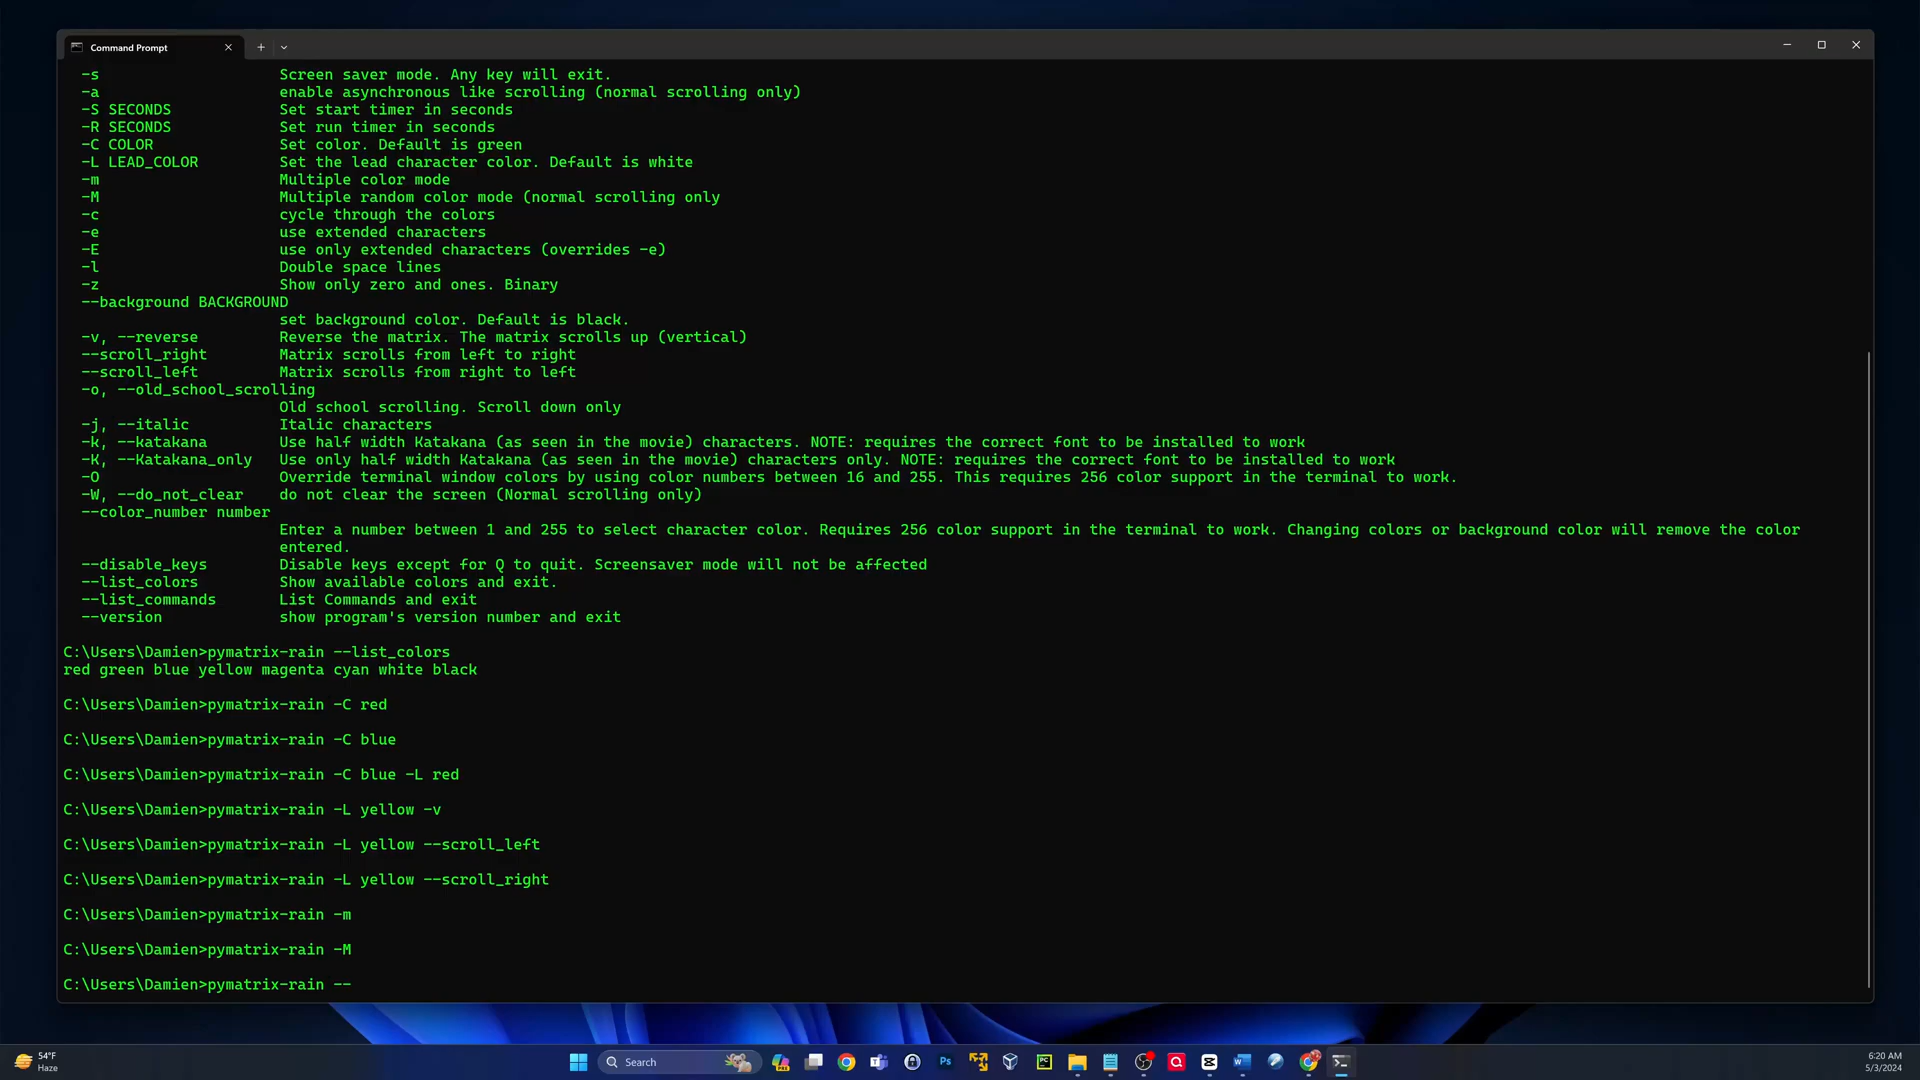 Command Prompt
-s Screen saver mode. Any key will exit.
-a enable asynchronous like scrolling (normal scrolling only)
-S SECONDS Set start timer in seconds
-R SECONDS Set run timer in seconds
-C COLOR Set color. Default is green
-L LEAD_COLOR Set the lead character color. Default is white
-m Multiple color mode
-M Multiple random color mode (normal scrolling only
-c cycle through the colors
-e use extended characters
-E use only extended characters (overrides -e)
-l Double space lines
-z Show only zero and ones. Binary
--background BACKGROUND
set background color. Default is black.
-v, --reverse Reverse the matrix. The matrix scrolls up (vertical)
--scroll_right Matrix scrolls from left to right
--scroll_left Matrix scrolls from right to left
-o, --old_school_scrolling
Old school scrolling. Scroll down only
-j, --italic Italic characters
-k, --katakana Use half width Katakana (as seen in the movie) characters. NOTE: requires the correct font to be installed to work
-K, --Katakana_only Use only half width Katakana (as seen in the movie) characters only. NOTE: requires the correct font to be installed to work
-O Override terminal window colors by using color numbers between 16 and 255. This requires 256 color support in the terminal to work.
-W, --do_not_clear do not clear the screen (Normal scrolling only)
--color_number number
Enter a number between 1 and 255 to select character color. Requires 256 color support in the terminal to work. Changing colors or background color will remove the color
entered.
--disable_keys Disable keys except for Q to quit. Screensaver mode will not be affected
--list_colors Show available colors and exit.
--list_commands List Commands and exit
--version show program's version number and exit
C:\Users\Damien>pymatrix-rain --list_colors
red green blue yellow magenta cyan white black
C:\Users\Damien>pymatrix-rain -C red
C:\Users\Damien>pymatrix-rain -C blue
C:\Users\Damien>pymatrix-rain -C blue -L red
C:\Users\Damien>pymatrix-rain -L yellow -v
C:\Users\Damien>pymatrix-rain -L yellow --scroll_left
C:\Users\Damien>pymatrix-rain -L yellow --scroll_right
C:\Users\Damien>pymatrix-rain -m
C:\Users\Damien>pymatrix-rain -M
C:\Users\Damien>pymatrix-rain --
54°F
Haze
Search
Ps
PC
6:20 AM
5/3/2024